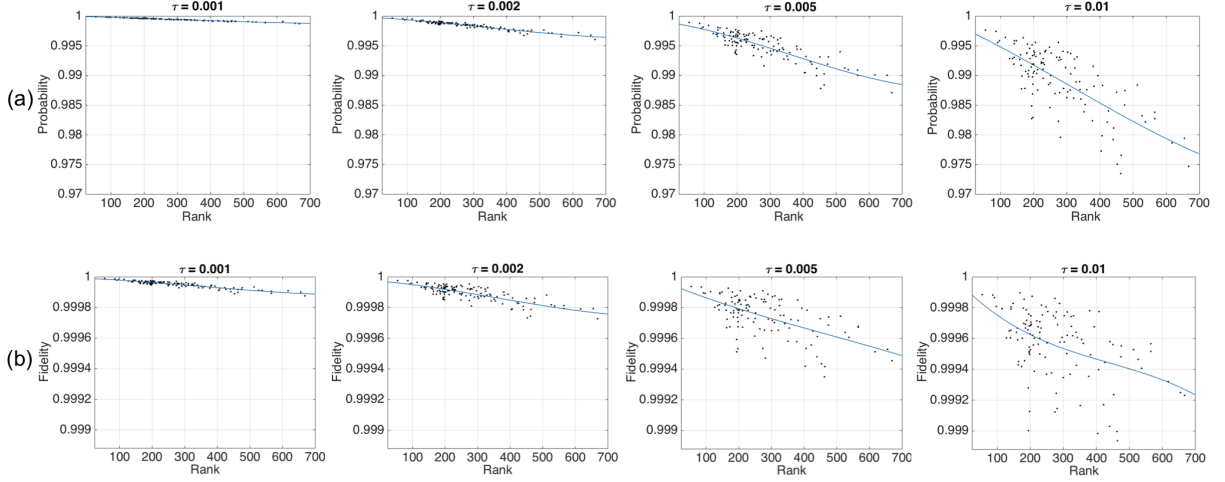 τ = 0.001 τ = 0.002 τ = 0.005 τ = 0.01
1 1 1 1
0.995 0.995 0.995 0.995
0.99 0.99 0.99 0.99
0.985 0.985 0.985 0.985
0.98 0.98 0.98 0.98
0.975 0.975 0.975 0.975
0.97 0.97 0.97 0.97
(a)
Probability Probability Probability Probability
100 200 300 400 500 600 700 100 200 300 400 500 600 700 100 200 300 400 500 600 700 100 200 300 400 500 600 700
Rank Rank Rank Rank
τ = 0.001 τ = 0.002 τ = 0.005 τ = 0.01
1 1 1 1
0.9998 0.9998 0.9998 0.9998
0.9996 0.9996 0.9996 0.9996
0.9994 0.9994 0.9994 0.9994
0.9992 0.9992 0.9992 0.9992
0.999 0.999 0.999 0.999
(b)
Fidelity Fidelity Fidelity Fidelity
100 200 300 400 500 600 700 100 200 300 400 500 600 700 100 200 300 400 500 600 700 100 200 300 400 500 600 700
Rank Rank Rank Rank